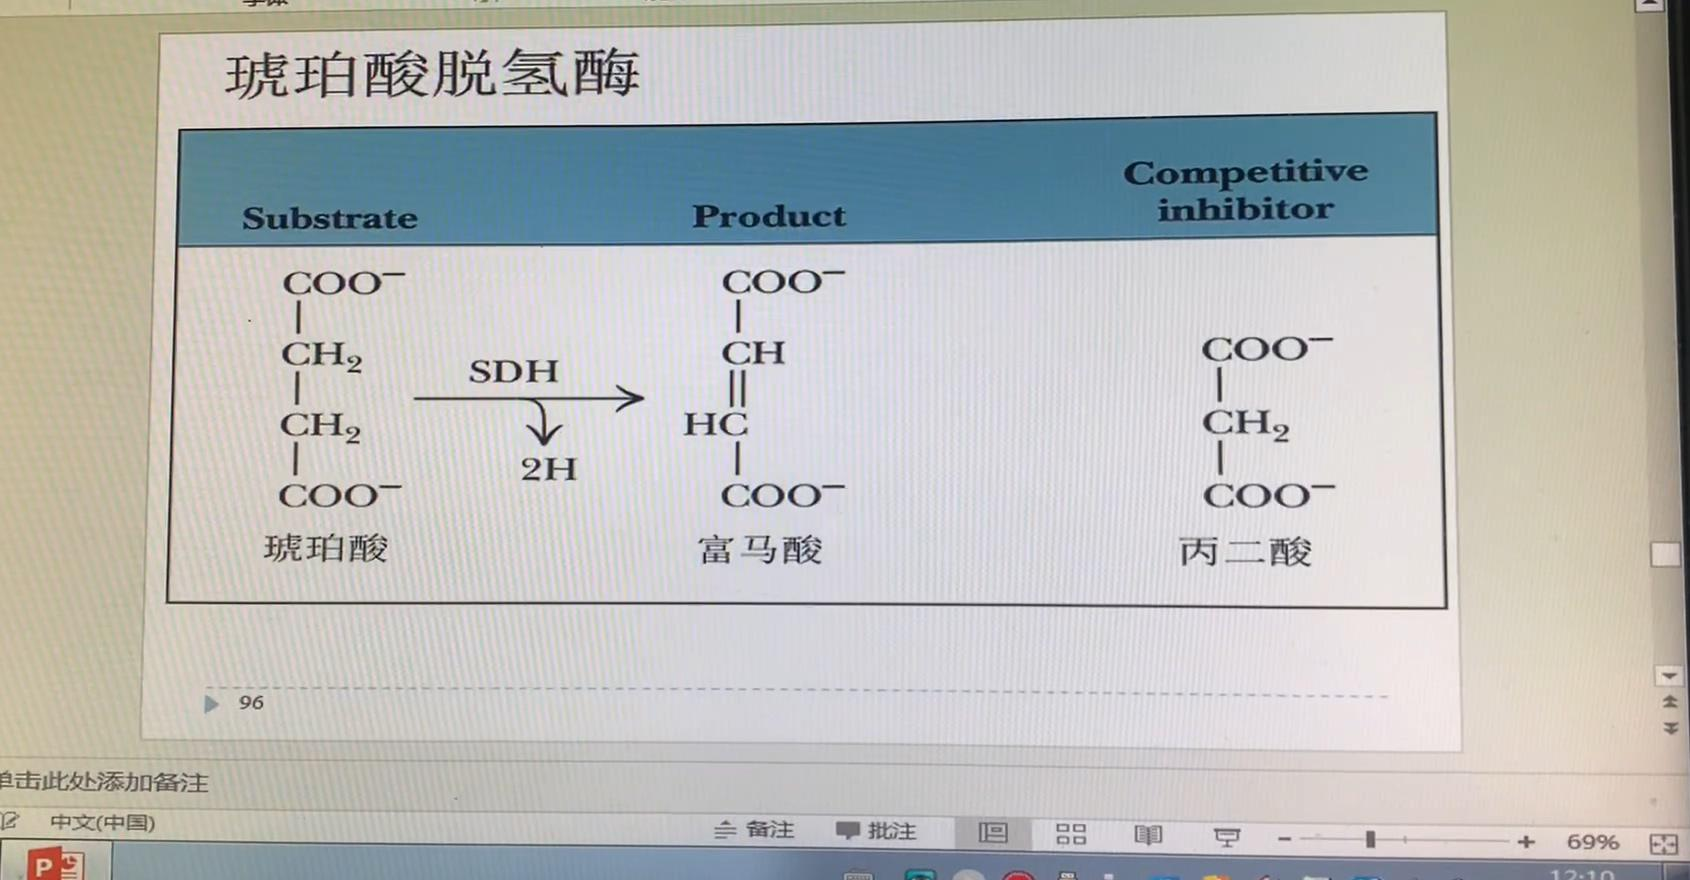 琥珀酸脱氢酶
Substrate
Product
Competitive
inhibitor
COO⁻
CH₂
CH₂
COO⁻
琥珀酸
SDH
2H
COO⁻
CH
HC
COO⁻
富马酸
COO⁻
CH₂
COO⁻
丙二酸
96
单击此处添加备注
中文(中国)
备注
批注
69%
12:10